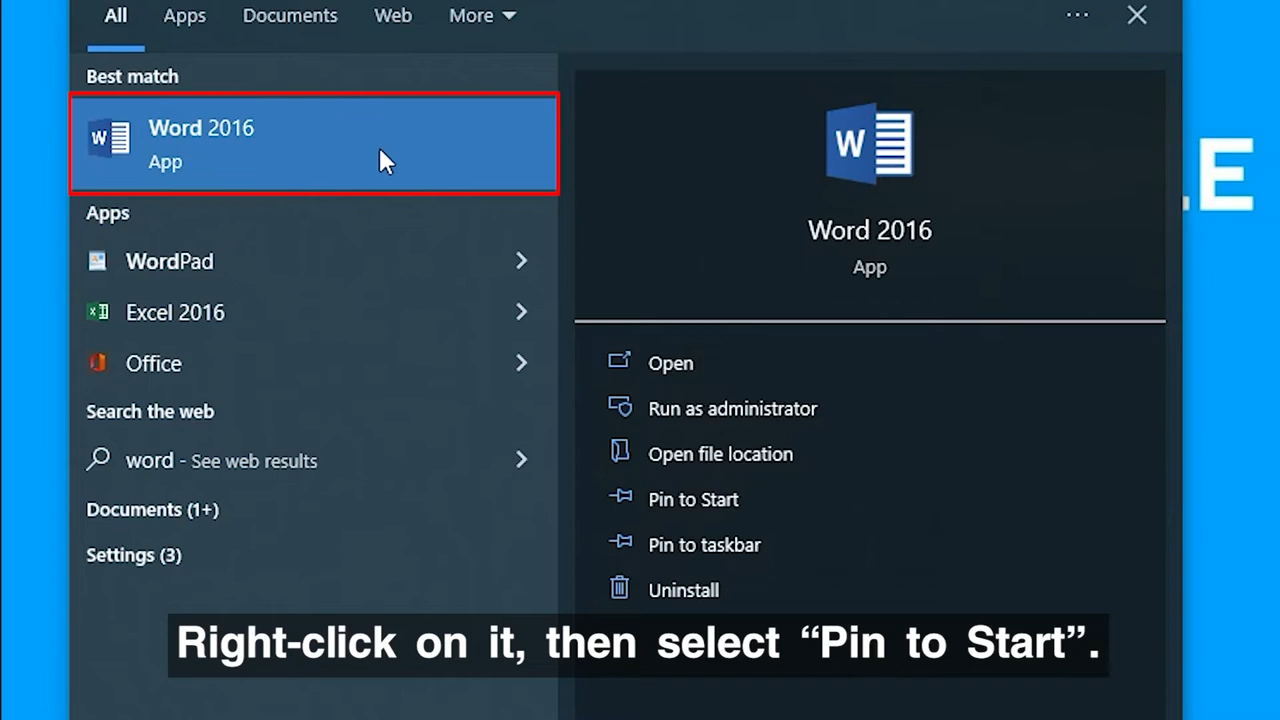 All Apps Documents Web More
Best match
Word 2016
App
Apps
WordPad
Excel 2016
Office
Search the web
word - See web results
Documents (1+)
Settings (3)
W
Word 2016
App
Open
Run as administrator
Open file location
Pin to Start
Pin to taskbar
Uninstall
E
Right-click on it, then select “Pin to Start”.